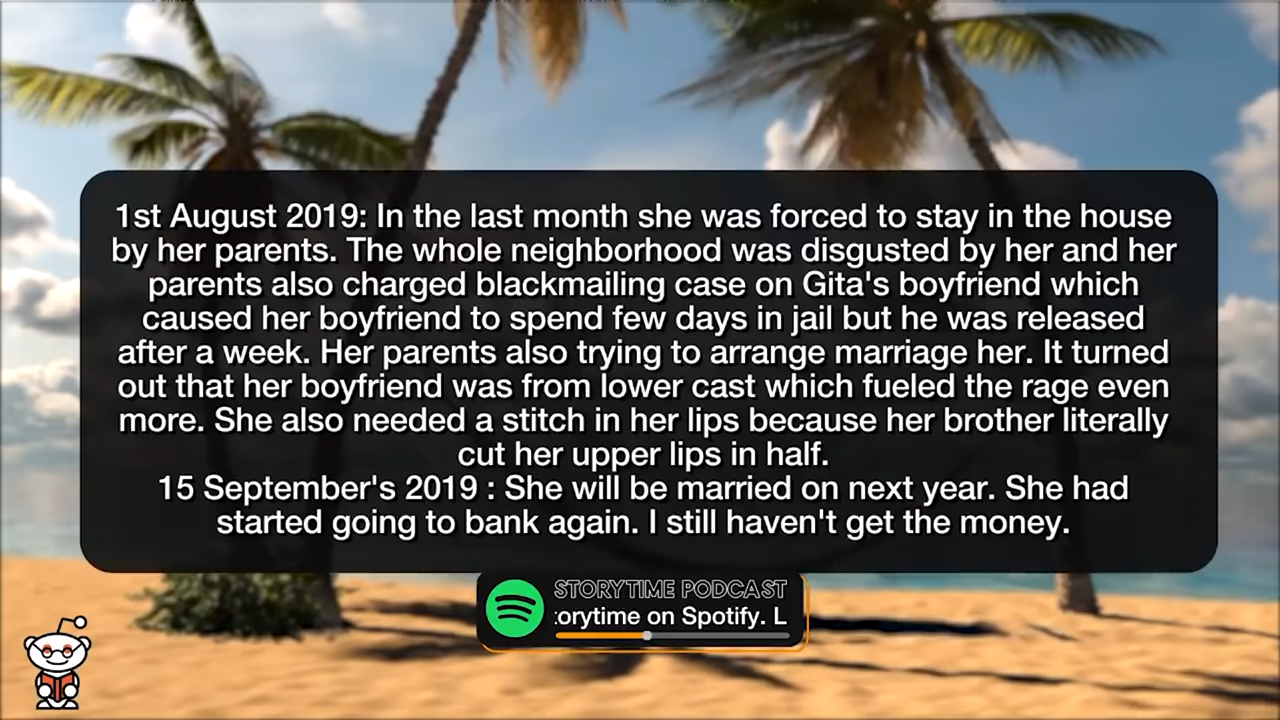 1st August 2019: In the last month she was forced to stay in the house
by her parents. The whole neighborhood was disgusted by her and her
parents also charged blackmailing case on Gita's boyfriend which
caused her boyfriend to spend few days in jail but he was released
after a week. Her parents also trying to arrange marriage her. It turned
out that her boyfriend was from lower cast which fueled the rage even
more. She also needed a stitch in her lips because her brother literally
cut her upper lips in half.
15 September's 2019 : She will be married on next year. She had
started going to bank again. I still haven't get the money.
STORYTIME PODCAST
orytime on Spotify. L